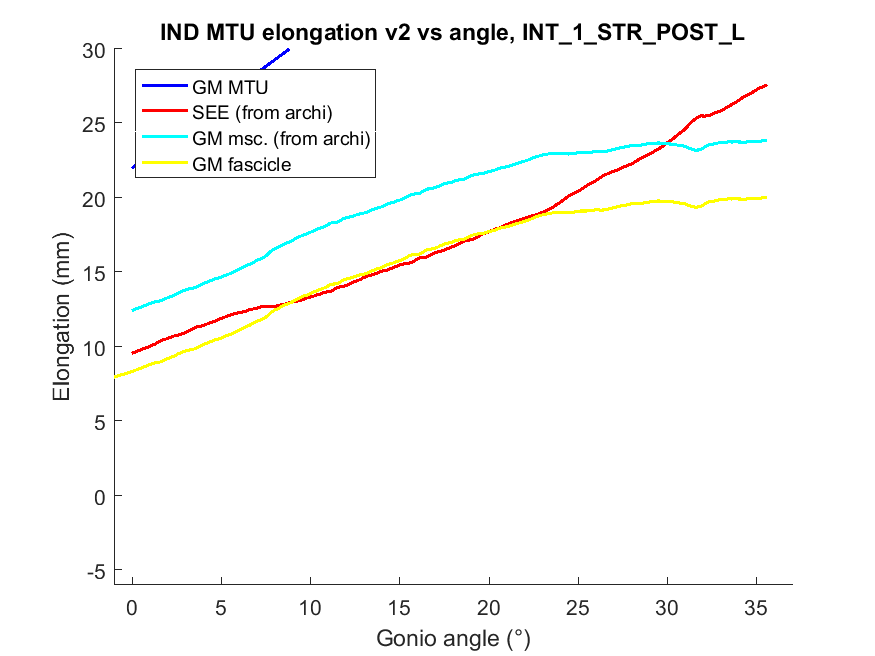 IND MTU elongation v2 vs angle, INT_1_STR_POST_L
30
25
20
15
10
5
0
-5
Elongation (mm)
GM MTU
SEE (from archi)
GM msc. (from archi)
GM fascicle
0 5 10 15 20 25 30 35
Gonio angle (°)